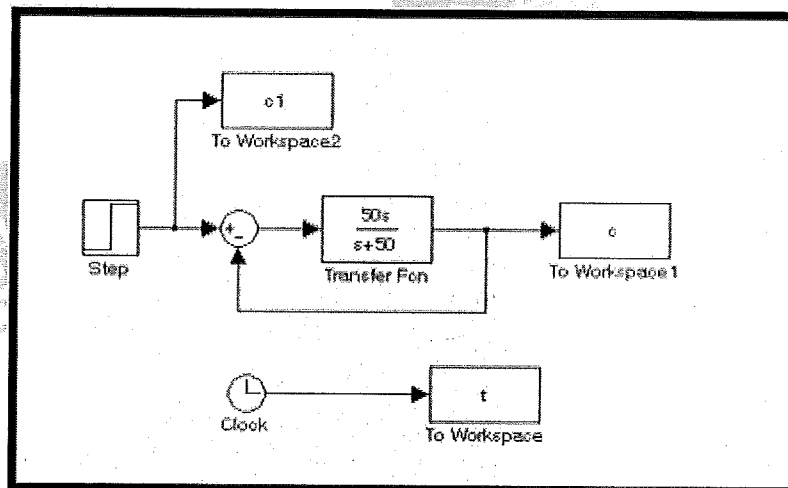 c1
To Workspace2
+
-
50s
s+50
c
Step
Transfer Fcn
To Workspace1
t
Clock
To Workspace